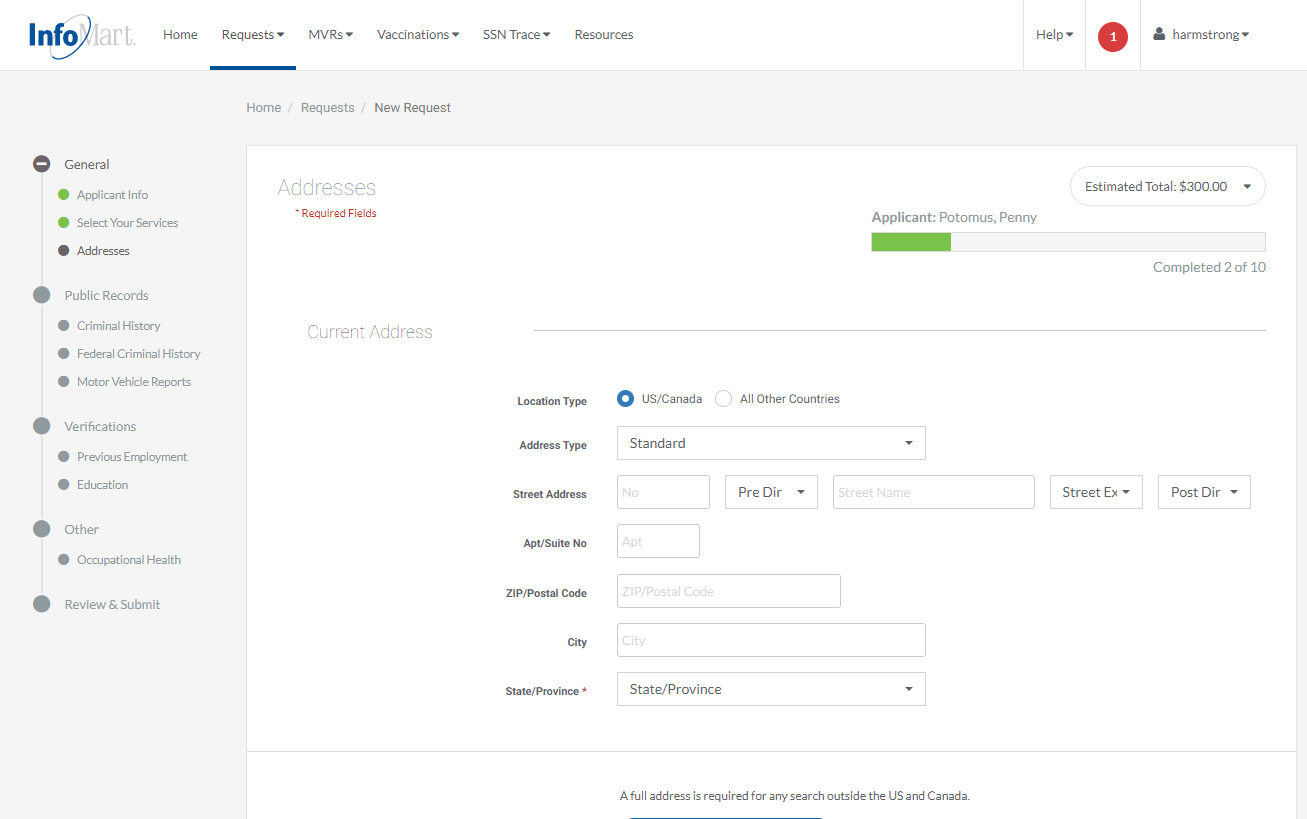 InfoMart.
Home Requests MVRs Vaccinations SSN Trace Resources Help 1 harmstrong
Home / Requests / New Request
General
Applicant Info
Select Your Services
Addresses
Public Records
Criminal History
Federal Criminal History
Motor Vehicle Reports
Verifications
Previous Employment
Education
Other
Occupational Health
Review & Submit
Addresses
* Required Fields
Estimated Total: $300.00
Applicant: Potomus, Penny
Completed 2 of 10
Current Address
Location Type US/Canada All Other Countries
Address Type Standard
Street Address No Pre Dir Street Name Street Ex Post Dir
Apt/Suite No Apt
ZIP/Postal Code ZIP/Postal Code
City City
State/Province * State/Province
A full address is required for any search outside the US and Canada.